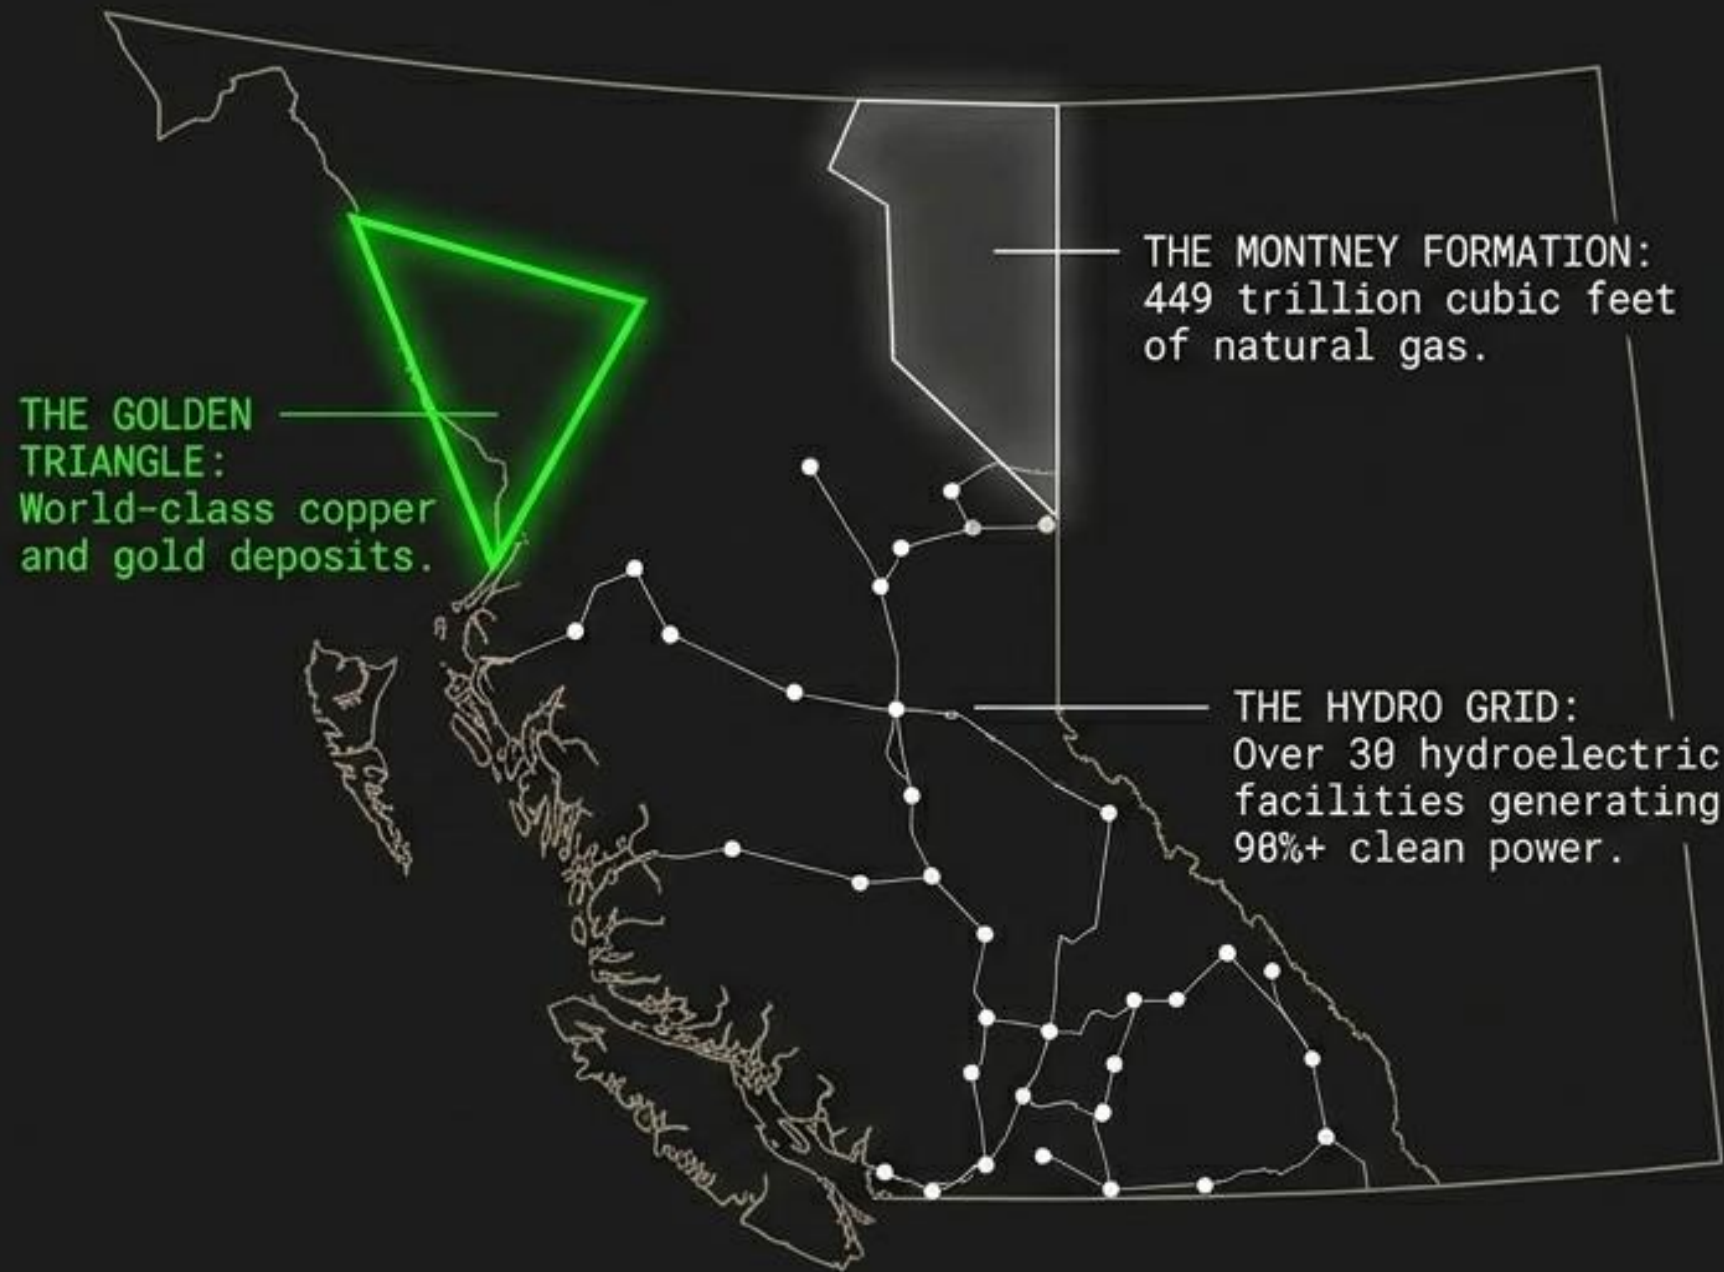 THE MONTNEY FORMATION:
449 trillion cubic feet
of natural gas.
THE GOLDEN
TRIANGLE:
World-class copper
and gold deposits.
THE HYDRO GRID:
Over 30 hydroelectric
facilities generating
98%+ clean power.